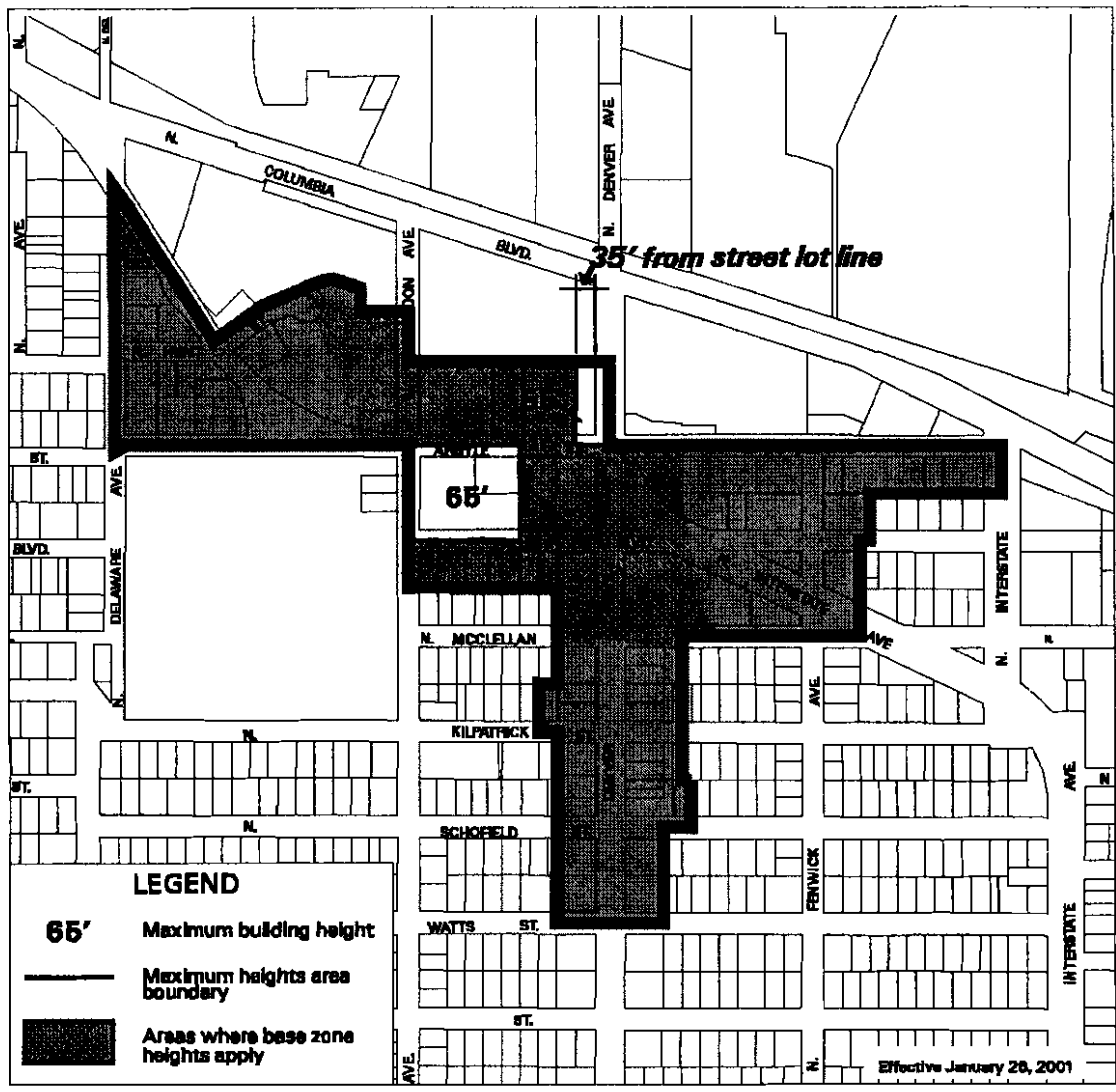 N.
N.
COLUMBIA
BLVD.
N. DENVER AVE.
35' from street lot line
AVE.
N.
N.
AVE.
ST.
AVE.
65'
BLVD.
DELAWARE
N.
INTERSTATE
N.
N. MCCLELLAN
AVE
N.
AVE.
KILPATRICK
N.
ST.
AVE.
N
N.
SCHOFIELD
FENWICK
WATTS ST.
INTERSTATE
ST.
AVE.
N.
LEGEND
65' Maximum building height
Maximum heights area
boundary
Areas where base zone
heights apply
Effective January 26, 2001